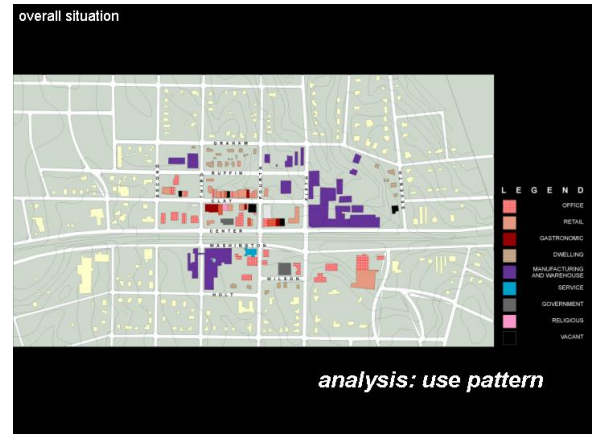 overall situation
GRAHAM
RUFFIN
CLAY
CENTER
WASHINGTON
WILSON
HOLT
L E G E N D
OFFICE
RETAIL
GASTRONOMIC
DWELLING
MANUFACTURING
AND WAREHOUSE
SERVICE
GOVERNMENT
RELIGIOUS
VACANT
analysis: use pattern